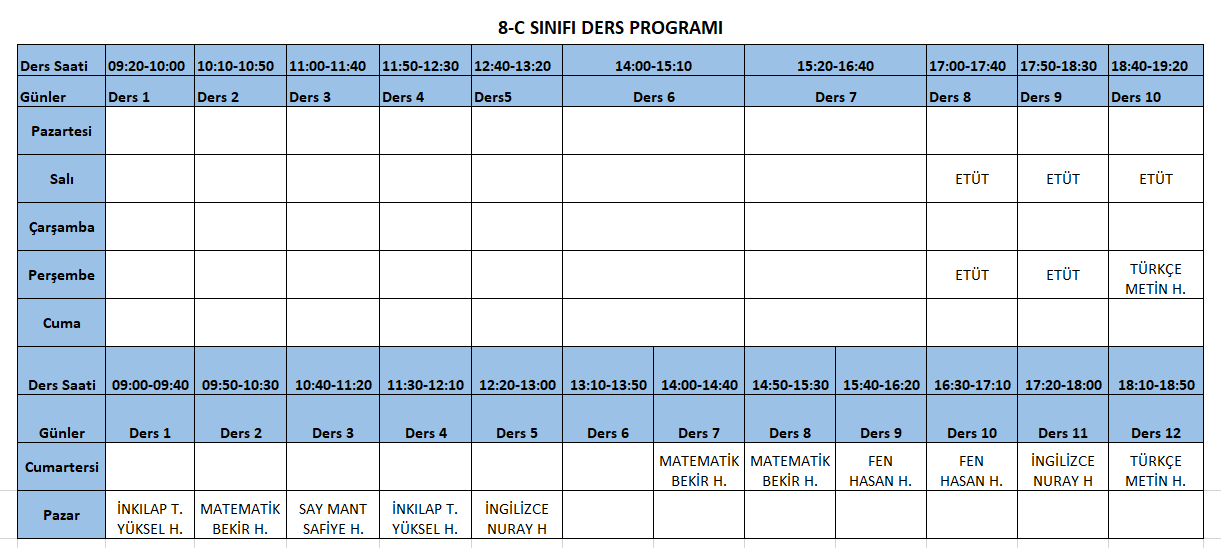 8-C SINIFI DERS PROGRAMI
Ders Saati 09:20-10:00 10:10-10:50 11:00-11:40 11:50-12:30 12:40-13:20 14:00-15:10 15:20-16:40 17:00-17:40 17:50-18:30 18:40-19:20
Günler Ders 1 Ders 2 Ders 3 Ders 4 Ders5 Ders 6 Ders 7 Ders 8 Ders 9 Ders 10
Pazartesi
Salı ETÜT ETÜT ETÜT
Çarşamba
Perşembe ETÜT ETÜT TÜRKÇE METİN H.
Cuma
Ders Saati 09:00-09:40 09:50-10:30 10:40-11:20 11:30-12:10 12:20-13:00 13:10-13:50 14:00-14:40 14:50-15:30 15:40-16:20 16:30-17:10 17:20-18:00 18:10-18:50
Günler Ders 1 Ders 2 Ders 3 Ders 4 Ders 5 Ders 6 Ders 7 Ders 8 Ders 9 Ders 10 Ders 11 Ders 12
Cumartersi MATEMATİK BEKİR H. MATEMATİK BEKİR H. FEN HASAN H. FEN HASAN H. İNGİLİZCE NURAY H TÜRKÇE METİN H.
Pazar İNKILAP T. YÜKSEL H. MATEMATİK BEKİR H. SAY MANT SAFİYE H. İNKILAP T. YÜKSEL H. İNGİLİZCE NURAY H